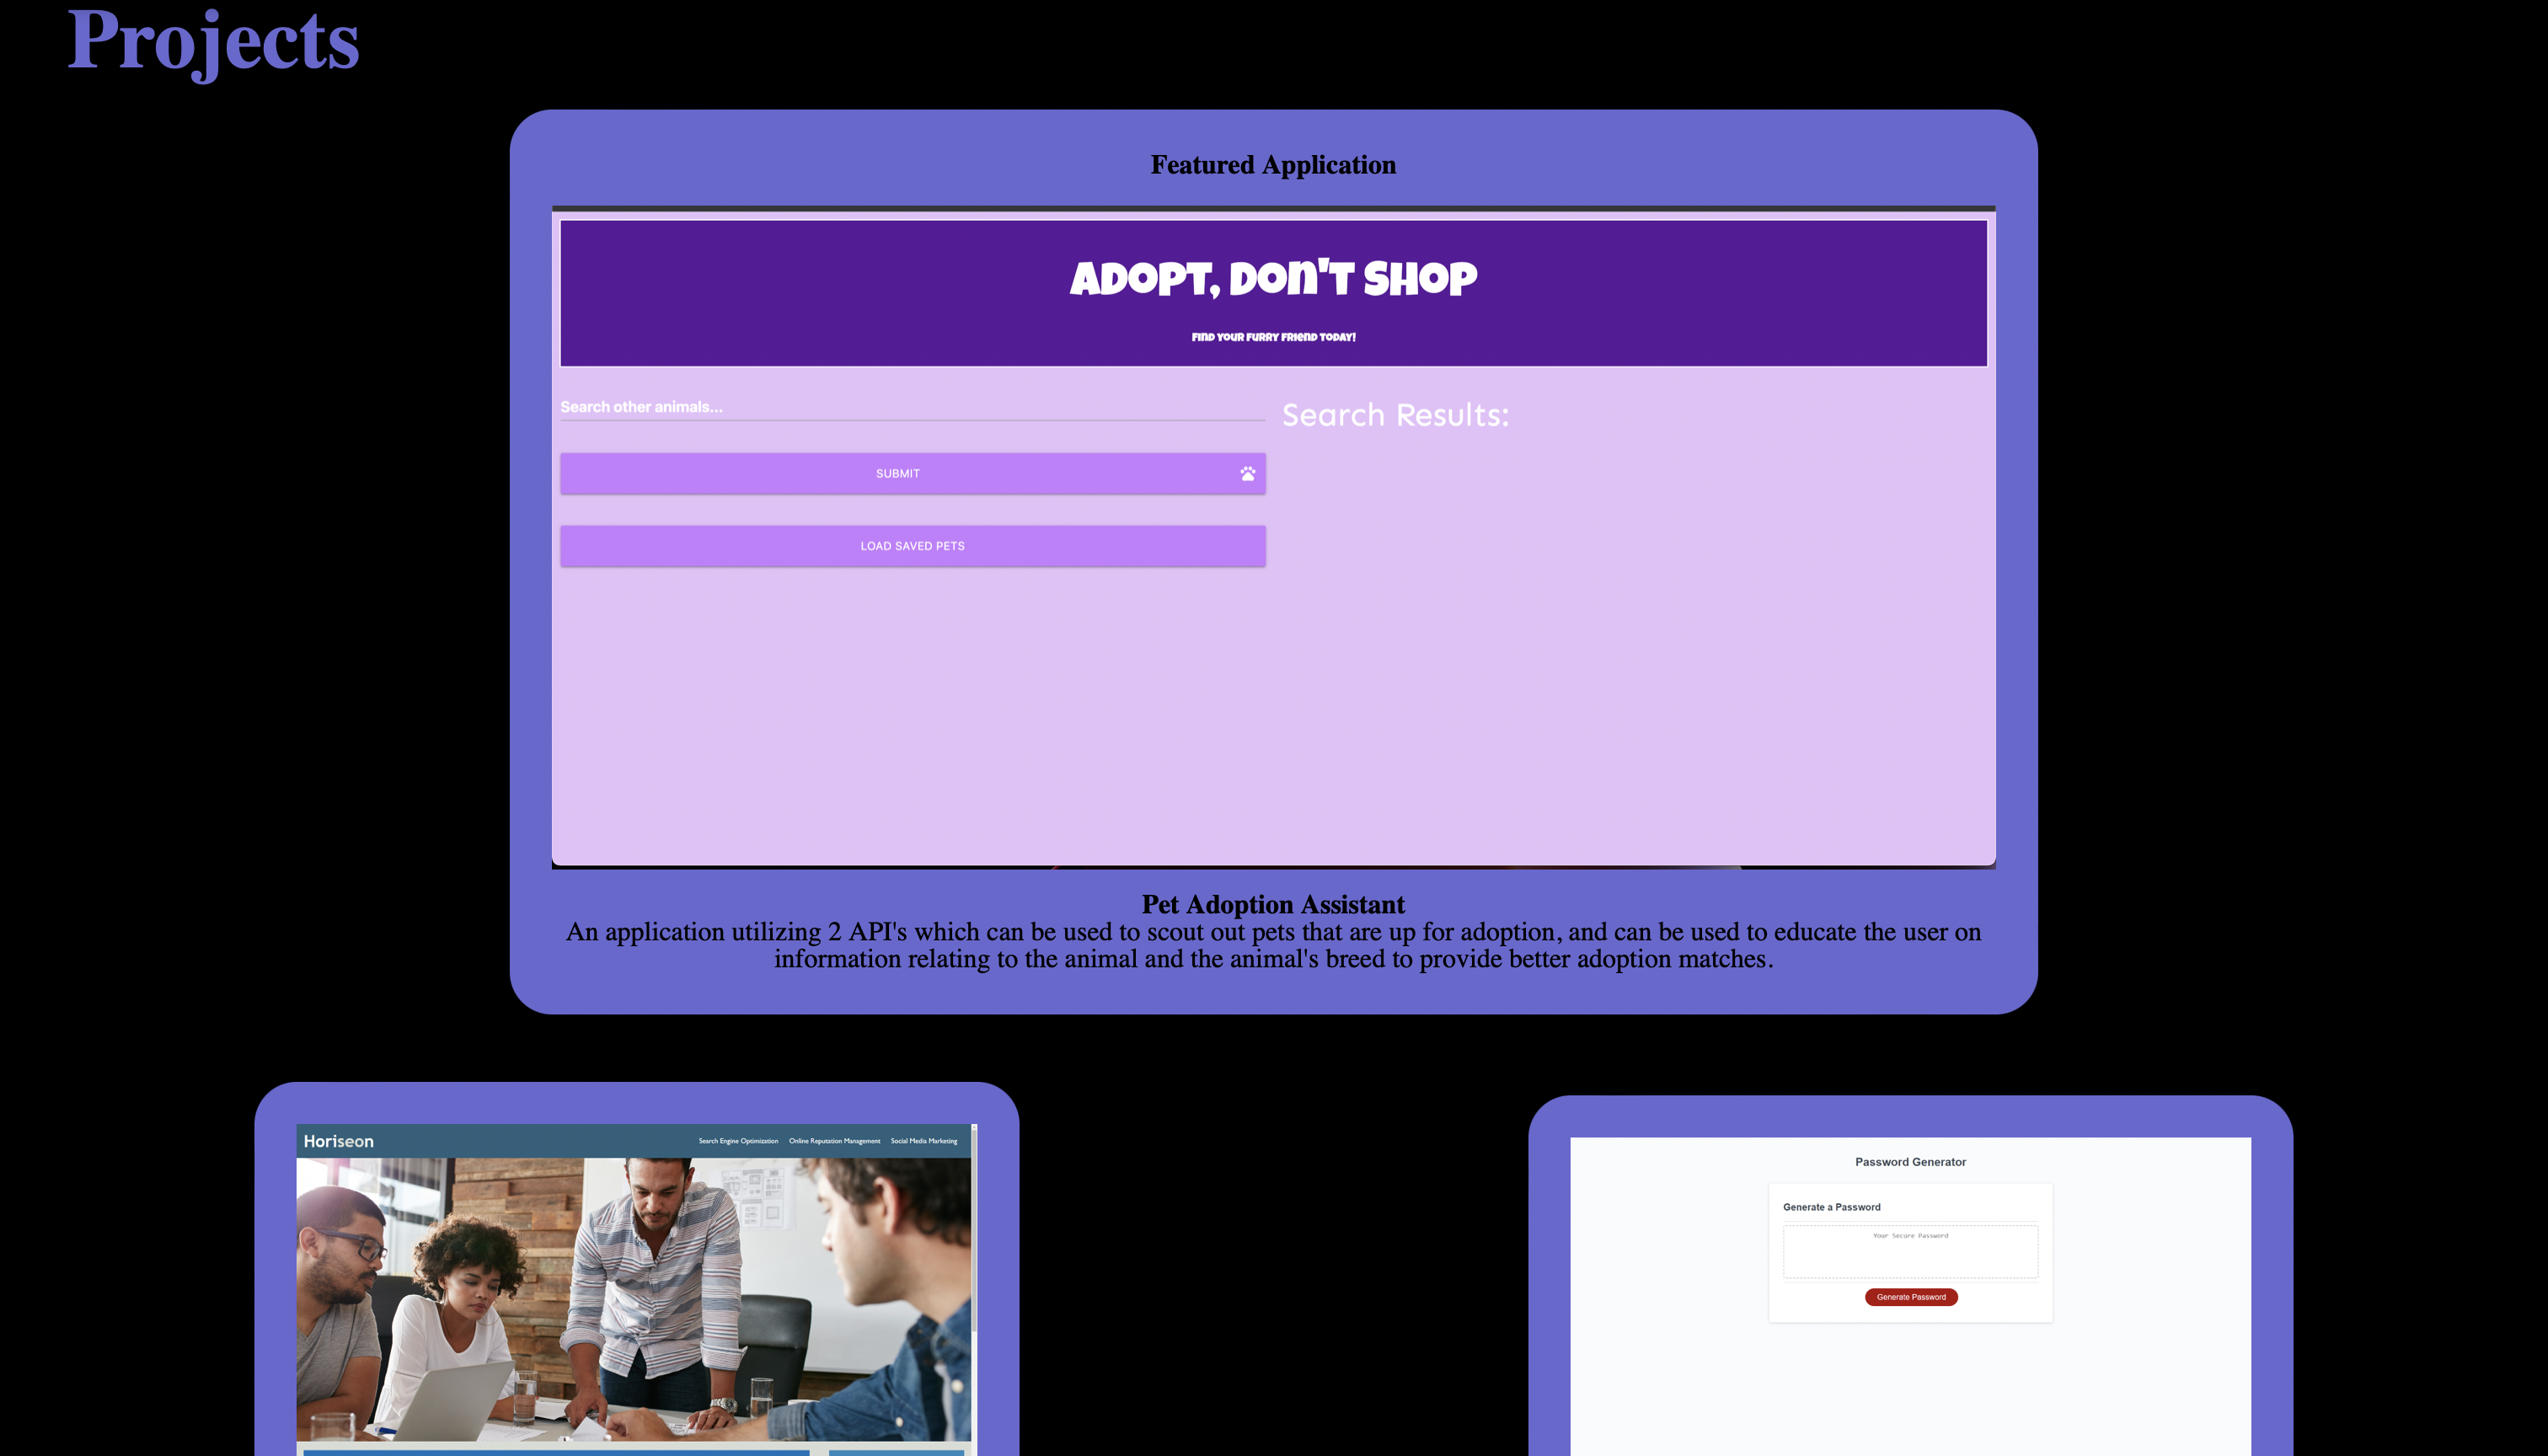 Projects
Featured Application
ADOPT, DON'T SHOP
FIND YOUR FURRY FRIEND TODAY!
Search other animals...
Search Results:
SUBMIT
LOAD SAVED PETS
Pet Adoption Assistant
An application utilizing 2 API's which can be used to scout out pets that are up for adoption, and can be used to educate the user on
information relating to the animal and the animal's breed to provide better adoption matches.
Horiseon
Search Engine Optimization Online Reputation Management Social Media Marketing
Password Generator
Generate a Password
Your Secure Password
Generate Password